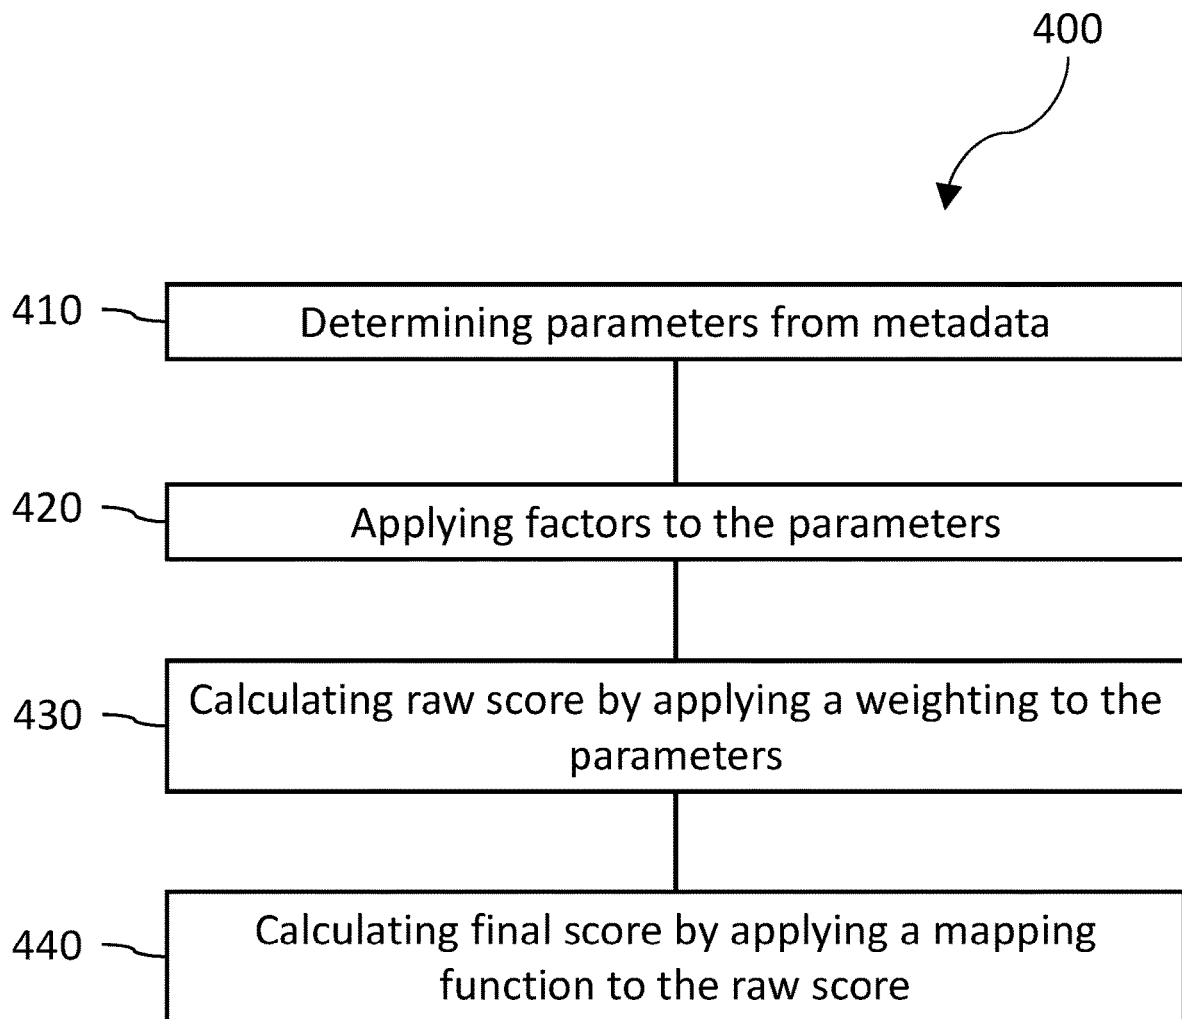 400
410
Determining parameters from metadata
420
Applying factors to the parameters
430
Calculating raw score by applying a weighting to the
parameters
440
Calculating final score by applying a mapping
function to the raw score